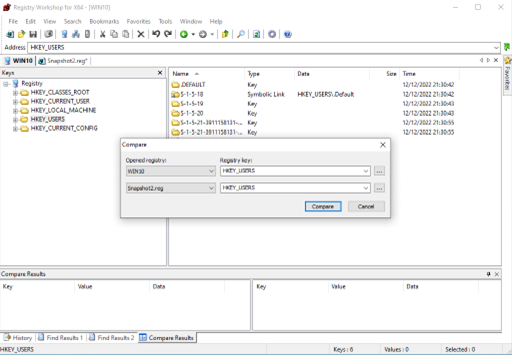 Registry Workshop for X64 - [WIN10]
File Edit View Search Bookmarks Favorites Tools Window Help
Address HKEY_USERS
WIN10 Snapshot2.reg*
Favorites
Keys
Registry
HKEY_CLASSES_ROOT
HKEY_CURRENT_USER
HKEY_LOCAL_MACHINE
HKEY_USERS
HKEY_CURRENT_CONFIG
Name Type Data Size Time
.DEFAULT Key 12/12/2022 21:30:42
S-1-5-18 Symbolic Link HKEY_USERS\.Default 12/12/2022 21:30:42
S-1-5-19 Key 12/12/2022 21:30:43
S-1-5-20 Key 12/12/2022 21:30:43
S-1-5-21-3911158131-... Key 12/12/2022 21:30:55
S-1-5-21-3911158131-... Key 12/12/2022 21:30:55
Compare
Opened registry: Registry key:
WIN10 HKEY_USERS ...
Snapshot2.reg HKEY_USERS ...
Compare Cancel
Compare Results
Key Value Data Key Value Data
History Find Results 1 Find Results 2 Compare Results
HKEY_USERS Keys : 6 Values : 0 Selected : 0